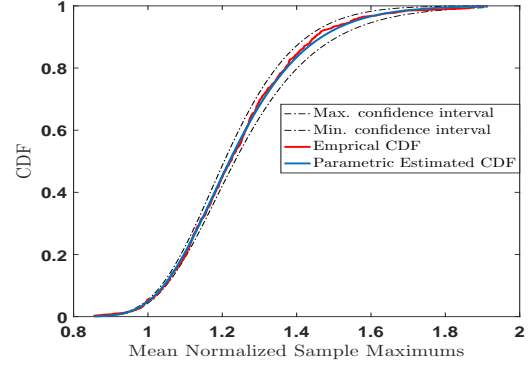 1
0.8
0.6
0.4
0.2
0
CDF
Max. confidence interval
Min. confidence interval
Emprical CDF
Parametric Estimated CDF
0.8 1 1.2 1.4 1.6 1.8 2
Mean Normalized Sample Maximums